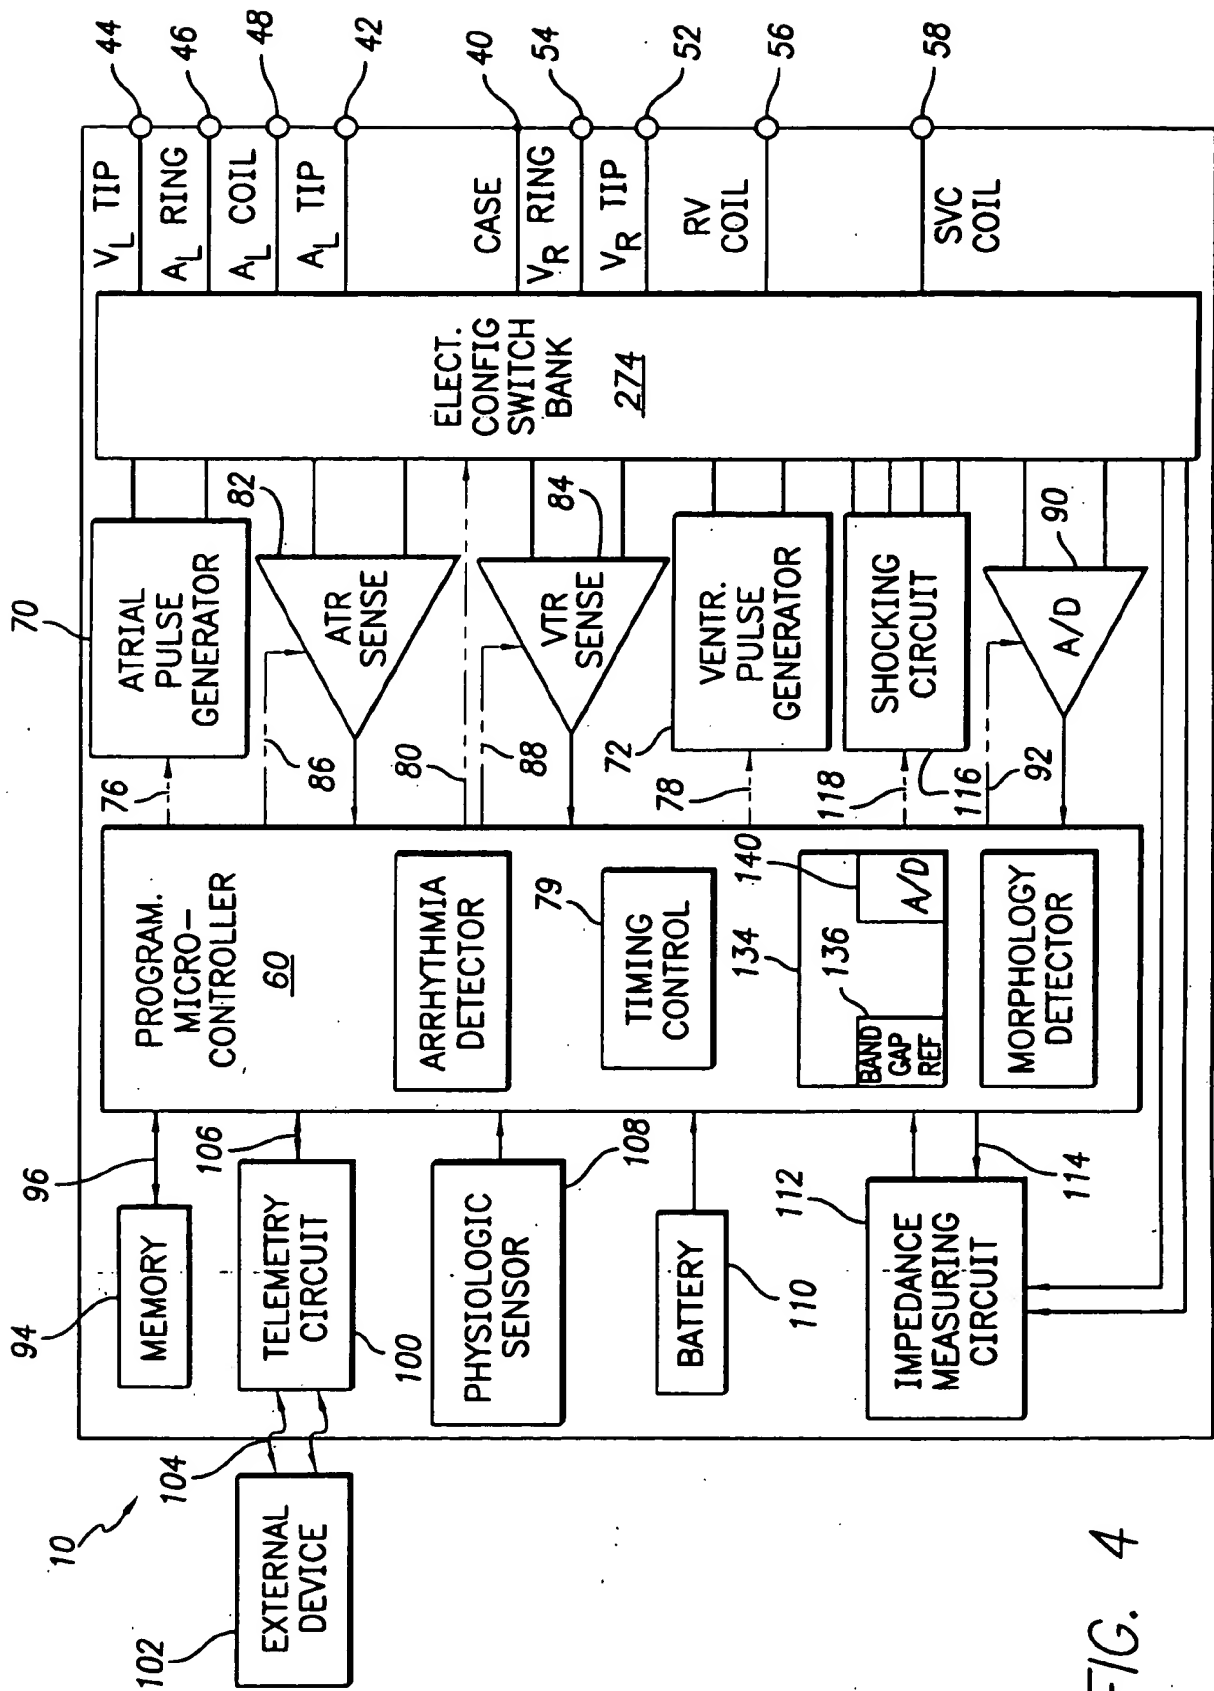 10
102
EXTERNAL
DEVICE
104
94
MEMORY
96
TELEMETRY
CIRCUIT
100
106
PHYSIOLOGIC
SENSOR
108
BATTERY
110
112
IMPEDANCE
MEASURING
CIRCUIT
114
PROGRAM.
MICRO–
CONTROLLER
60
ARRHYTHMIA
DETECTOR
79
TIMING
CONTROL
134
136
140
BAND
GAP
REF
A/D
MORPHOLOGY
DETECTOR
70
ATRIAL
PULSE
GENERATOR
76
82
ATR
SENSE
86
80
84
VTR
SENSE
88
72
VENTR.
PULSE
GENERATOR
78
SHOCKING
CIRCUIT
118
116
90
A/D
92
ELECT.
CONFIG
SWITCH
BANK
274
VL TIP
44
AL RING
46
AL COIL
48
AL TIP
42
CASE
40
VR RING
54
VR TIP
52
RV
COIL
56
SVC
COIL
58
FIG. 4